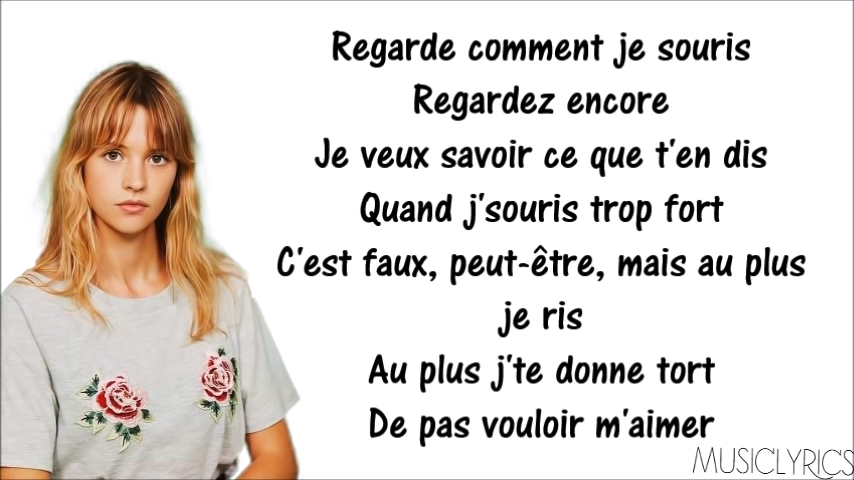 Regarde comment je souris
Regardez encore
Je veux savoir ce que t'en dis
Quand j'souris trop fort
C'est faux, peut-être, mais au plus
je ris
Au plus j'te donne tort
De pas vouloir m'aimer
MUSICLYRICS